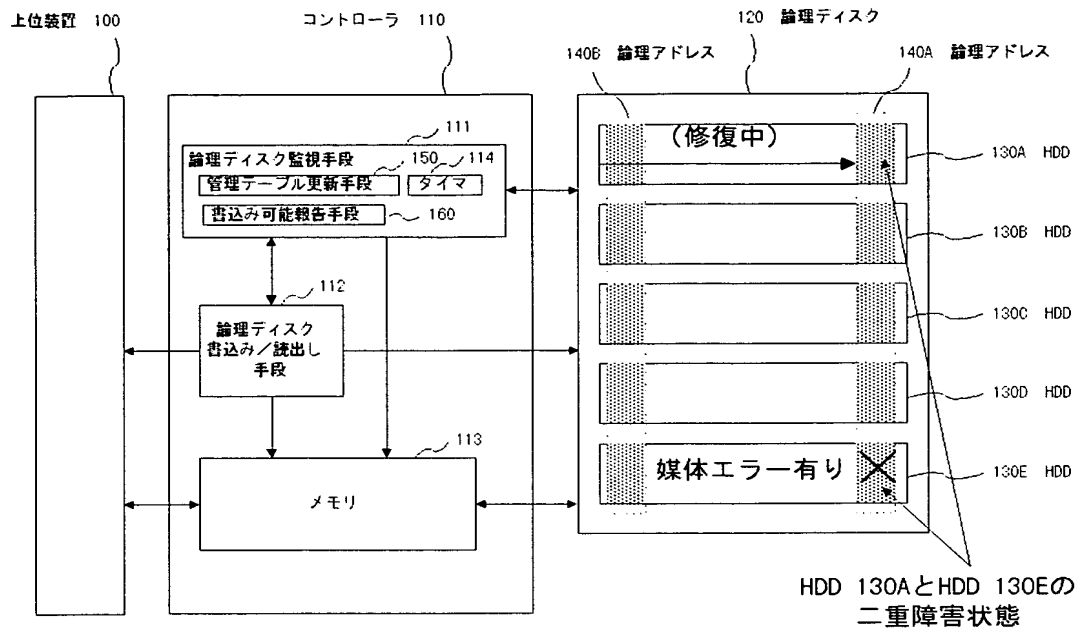 上位装置 100
コントローラ 110
120 論理ディスク
140B 論理アドレス
140A 論理アドレス
111
論理ディスク監視手段
150
114
管理テーブル更新手段
タイマ
書込み可能報告手段
160
112
論理ディスク
書込み/読出し
手段
113
メモリ
(修復中)
130A HDD
130B HDD
130C HDD
130D HDD
媒体エラー有り
130E HDD
HDD 130AとHDD 130Eの
二重障害状態